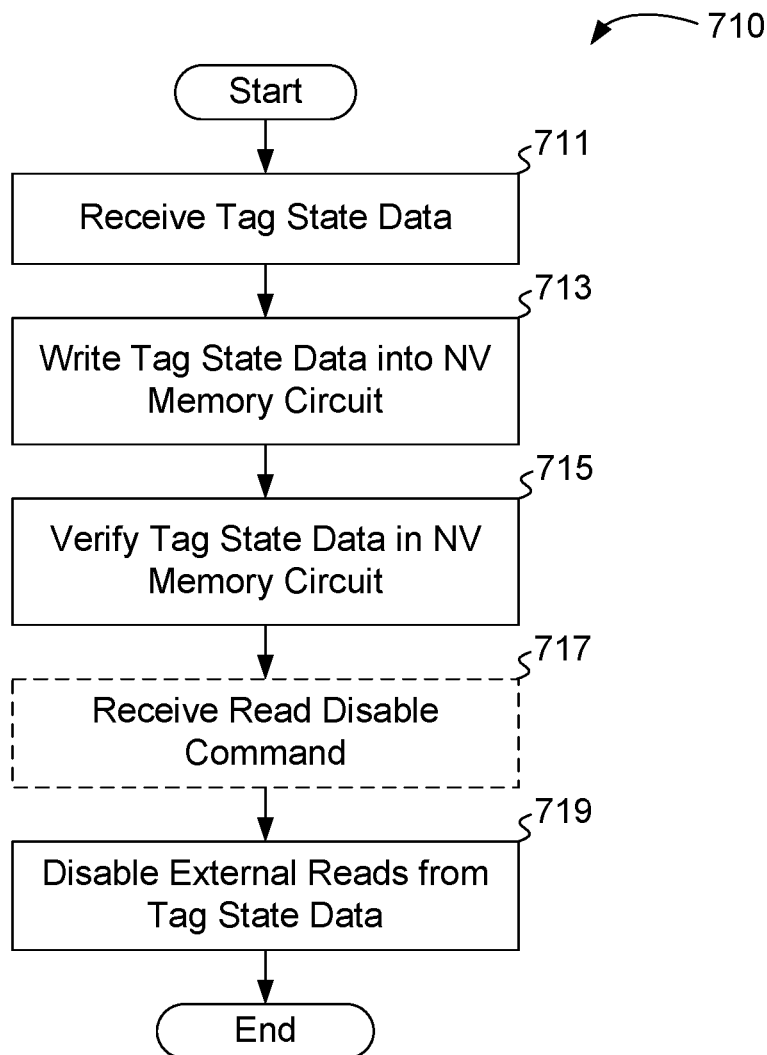 710
Start
711
Receive Tag State Data
713
Write Tag State Data into NV
Memory Circuit
715
Verify Tag State Data in NV
Memory Circuit
717
Receive Read Disable
Command
719
Disable External Reads from
Tag State Data
End